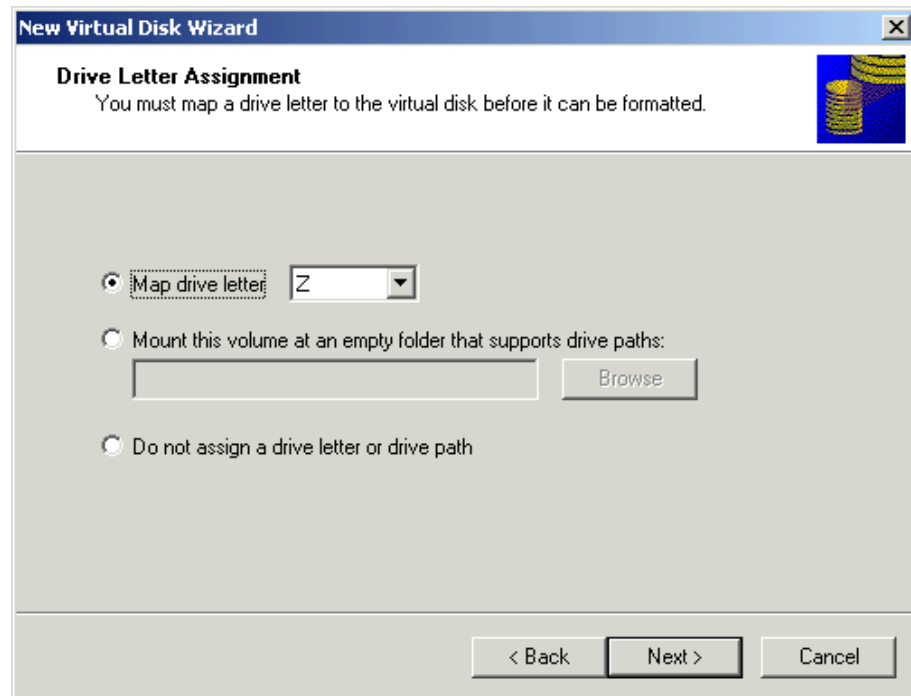 New Virtual Disk Wizard
Drive Letter Assignment
You must map a drive letter to the virtual disk before it can be formatted.
Map drive letter Z
Mount this volume at an empty folder that supports drive paths:
Browse
Do not assign a drive letter or drive path
< Back Next > Cancel